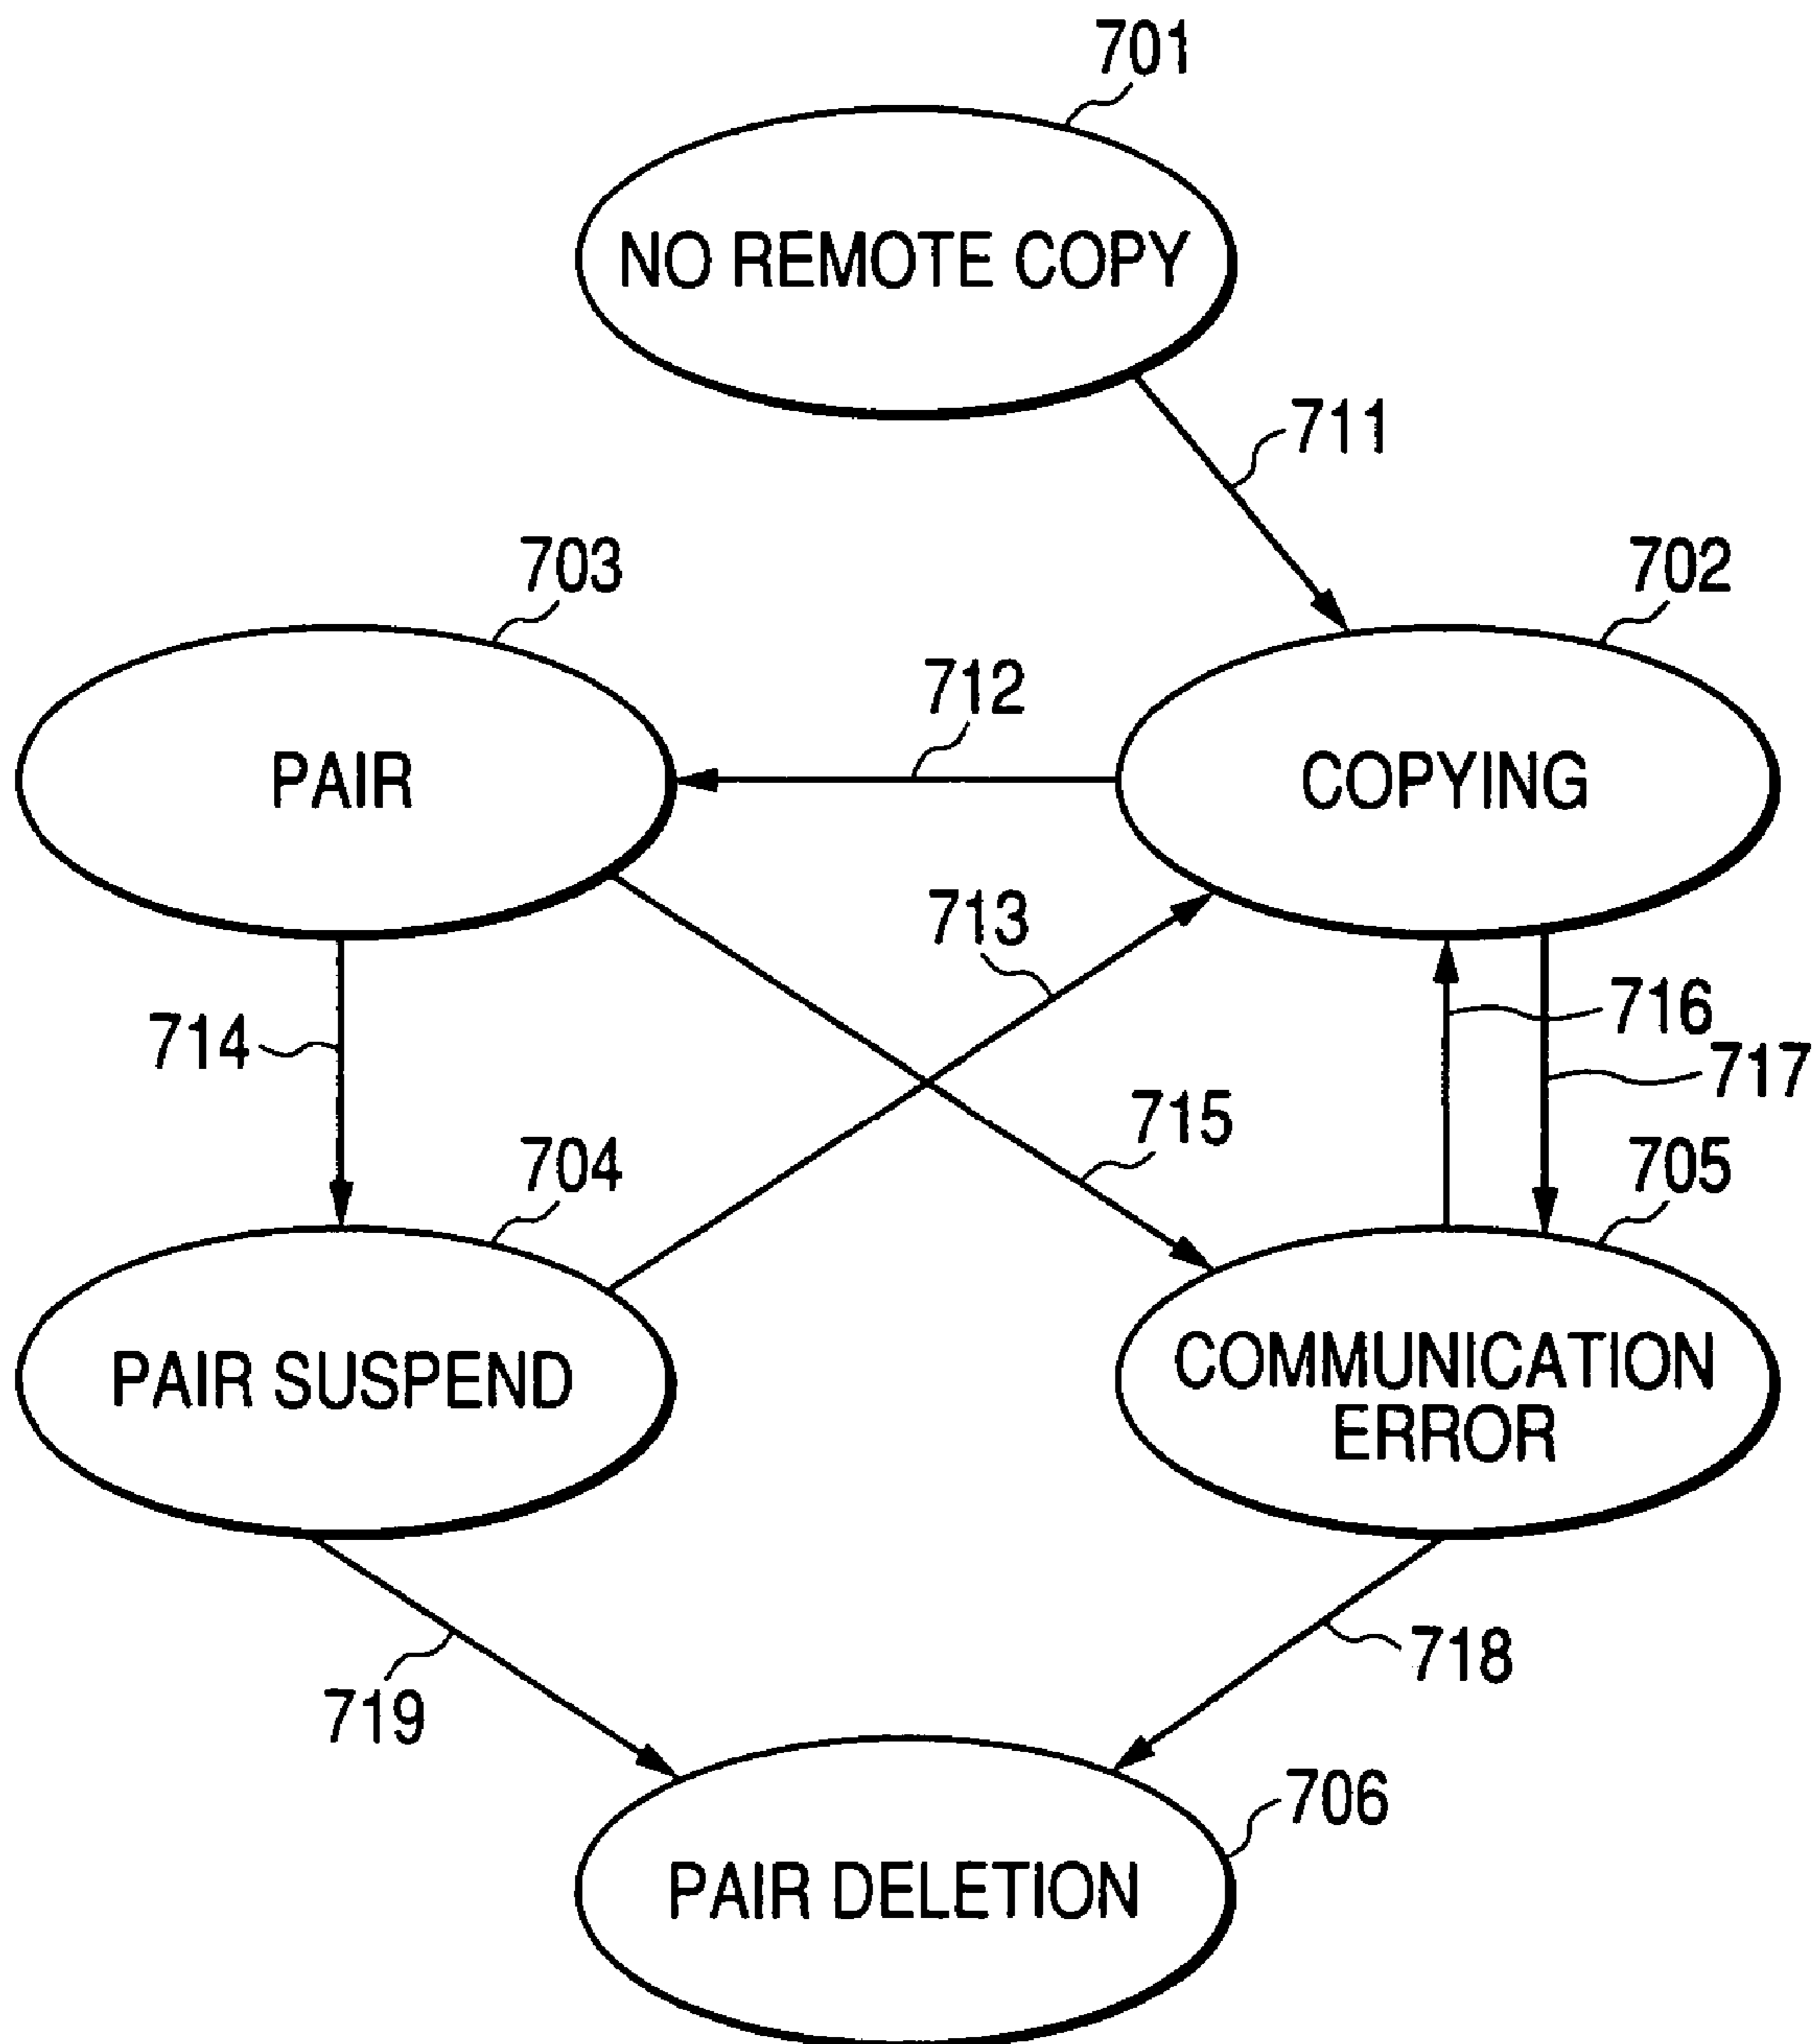 701
NO REMOTE COPY
711
703
702
712
PAIR
COPYING
713
714
716
717
715
704
705
PAIR SUSPEND
COMMUNICATION
ERROR
719
718
706
PAIR DELETION